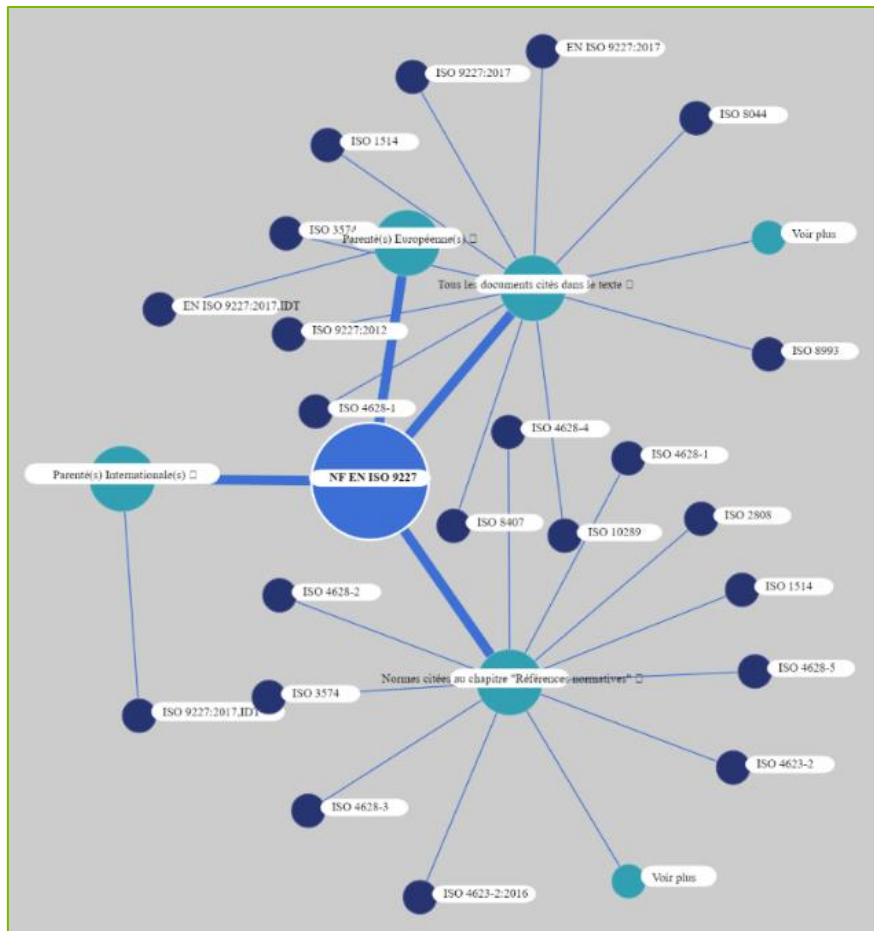 EN ISO 9227:2017
ISO 9227:2017
ISO 8044
ISO 1514
ISO 3574
Voir plus
Parenté(s) Européenne(s)
Tous les documents cités dans le texte
EN ISO 9227:2017,IDT
ISO 9227:2012
ISO 8993
ISO 4628-1
ISO 4628-4
ISO 4628-1
Parenté(s) Internationale(s)
NF EN ISO 9227
ISO 2808
ISO 8407
ISO 10289
ISO 4628-2
ISO 1514
ISO 4628-5
Normes citées au chapitre "Références normatives"
ISO 3574
ISO 9227:2017,IDT
ISO 4623-2
ISO 4628-3
Voir plus
ISO 4623-2:2016